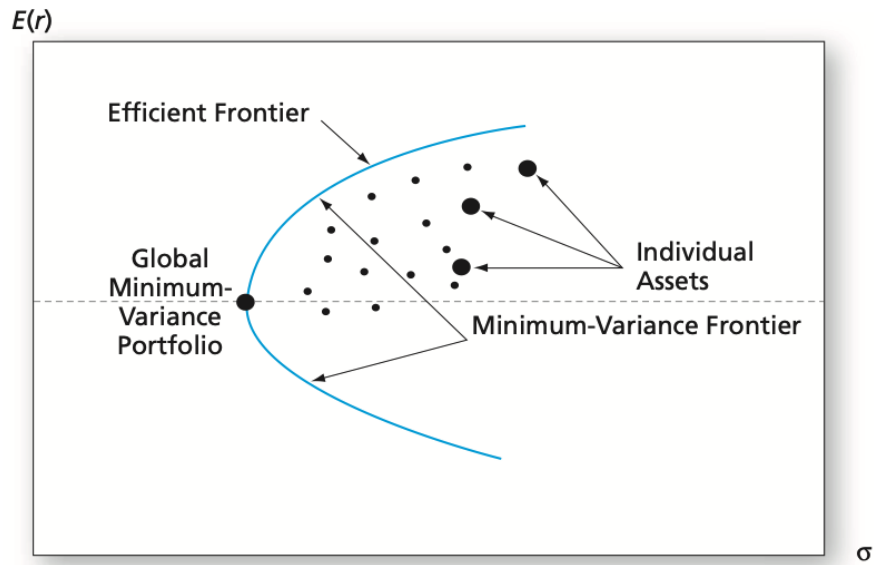 E(r)
Efficient Frontier
Global
Minimum-
Variance
Portfolio
Individual
Assets
Minimum-Variance Frontier
σ